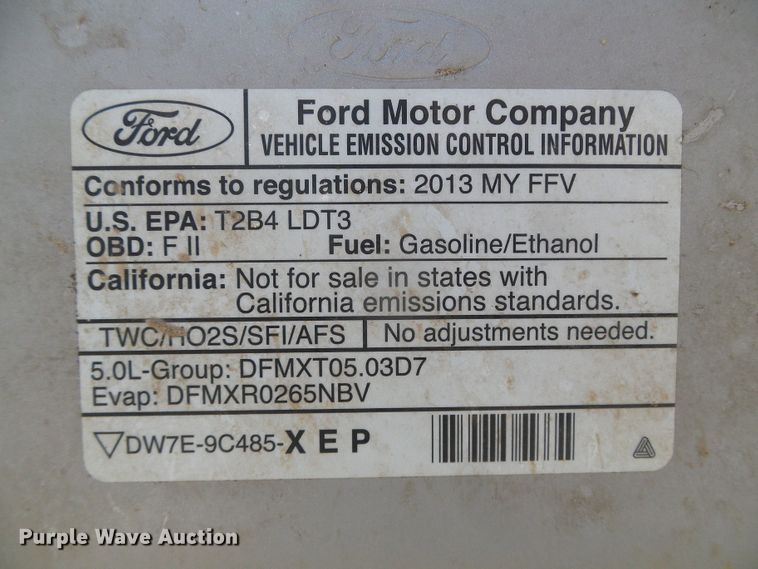 Ford
Ford
Ford Motor Company
VEHICLE EMISSION CONTROL INFORMATION
Conforms to regulations: 2013 MY FFV
U.S. EPA: T2B4 LDT3
OBD: F II Fuel: Gasoline/Ethanol
California: Not for sale in states with
California emissions standards.
TWC/HO2S/SFI/AFS No adjustments needed.
5.0L-Group: DFMXT05.03D7
Evap: DFMXR0265NBV
DW7E-9C485-XEP
Purple Wave Auction